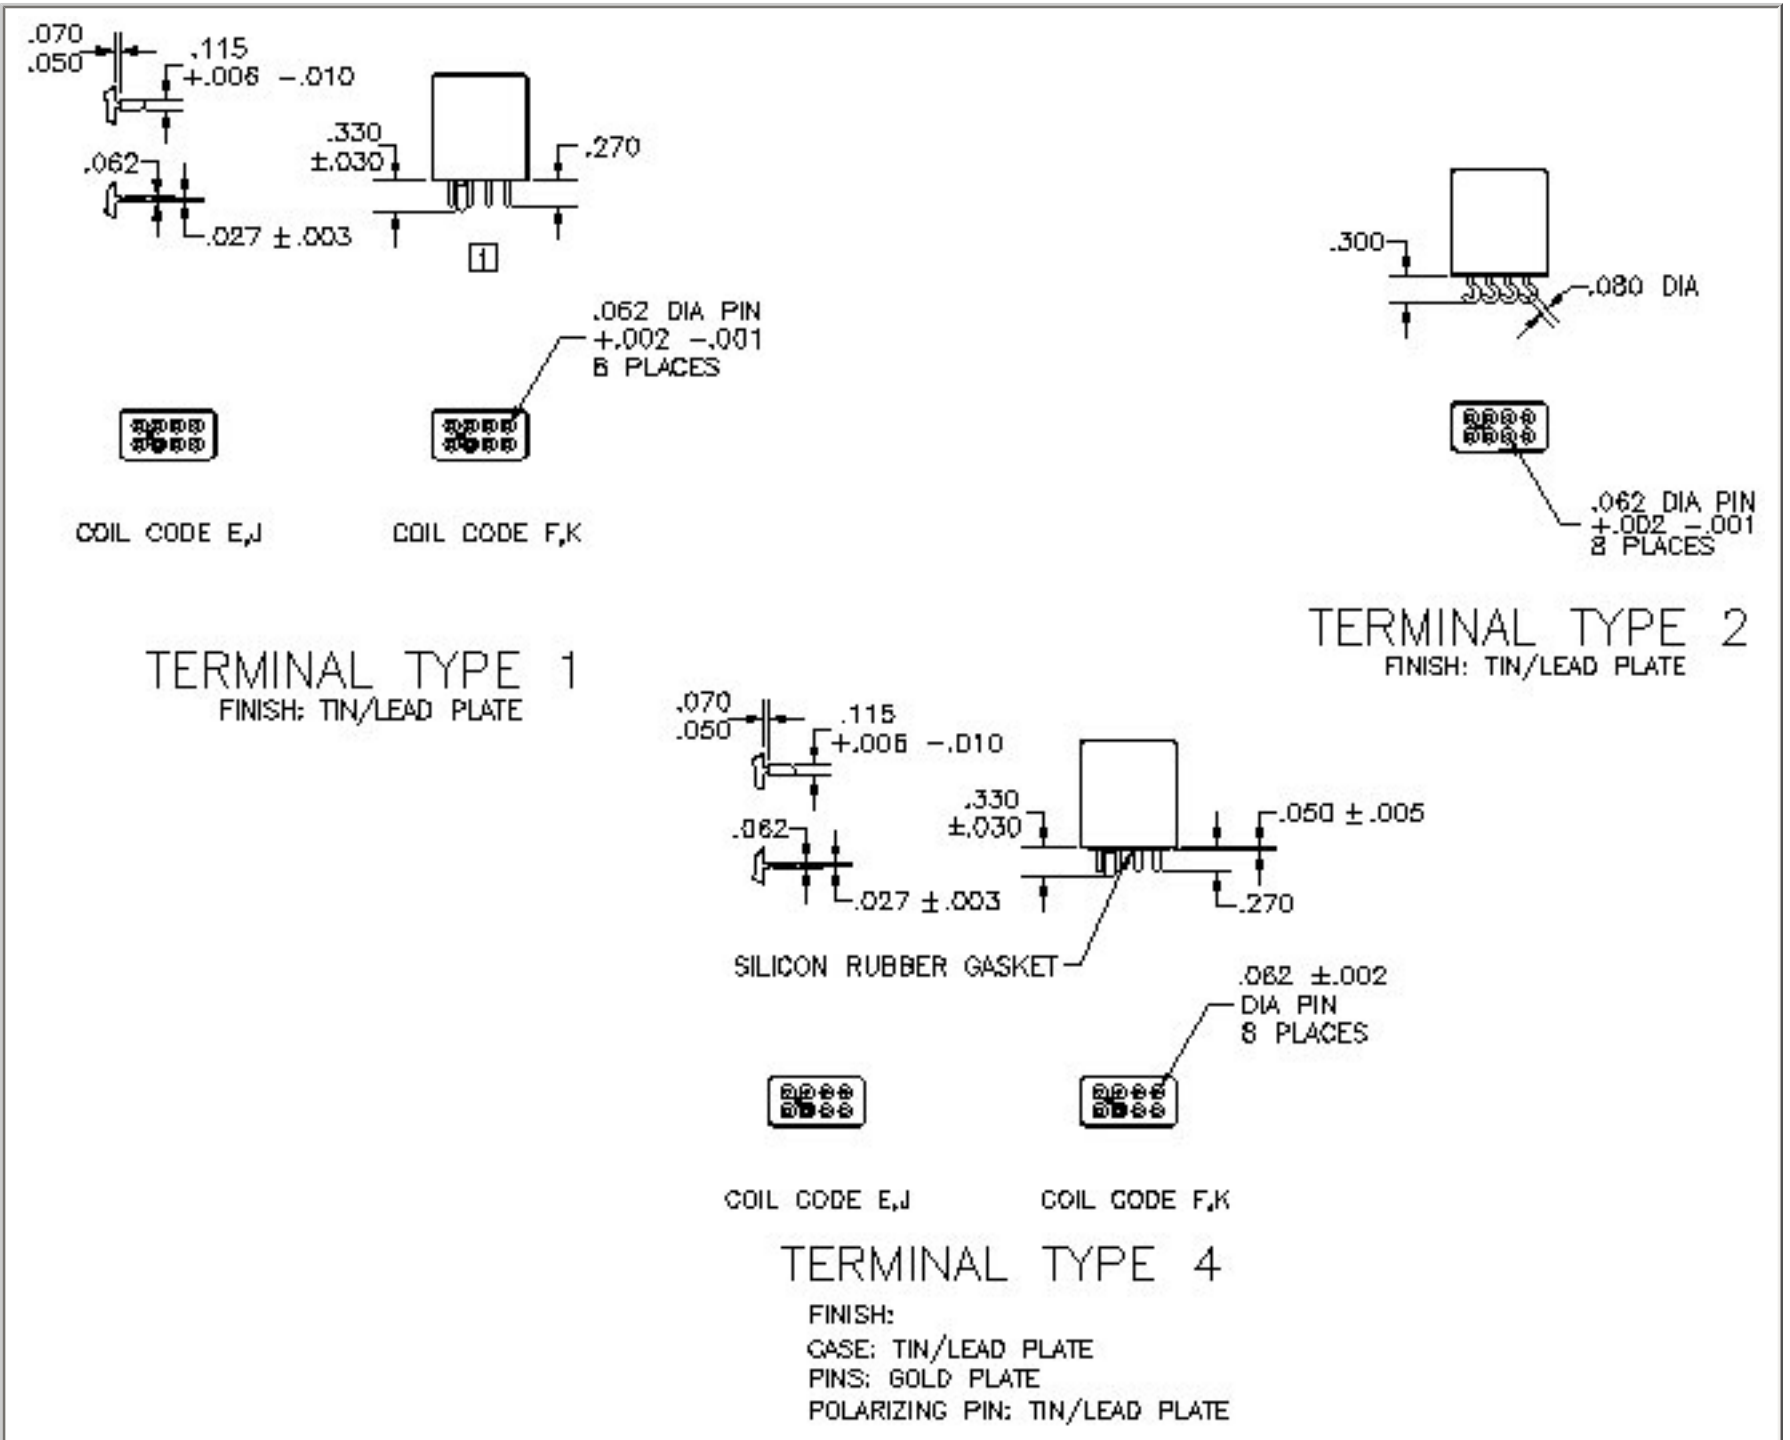 .070
.050
.115
+.006 -.010
.062
.027 ±.003
.330
±.030
.270
1
.062 DIA PIN
+.002 -.001
8 PLACES
COIL CODE E,J
COIL CODE F,K
TERMINAL TYPE 1
FINISH: TIN/LEAD PLATE
.300
.080 DIA
.062 DIA PIN
+.002 -.001
8 PLACES
TERMINAL TYPE 2
FINISH: TIN/LEAD PLATE
.070
.050
.115
+.006 -.010
.062
.027 ±.003
.330
±.030
.050 ±.005
.270
SILICON RUBBER GASKET
.062 ±.002
DIA PIN
8 PLACES
COIL CODE E,J
COIL CODE F,K
TERMINAL TYPE 4
FINISH:
CASE: TIN/LEAD PLATE
PINS: GOLD PLATE
POLARIZING PIN: TIN/LEAD PLATE